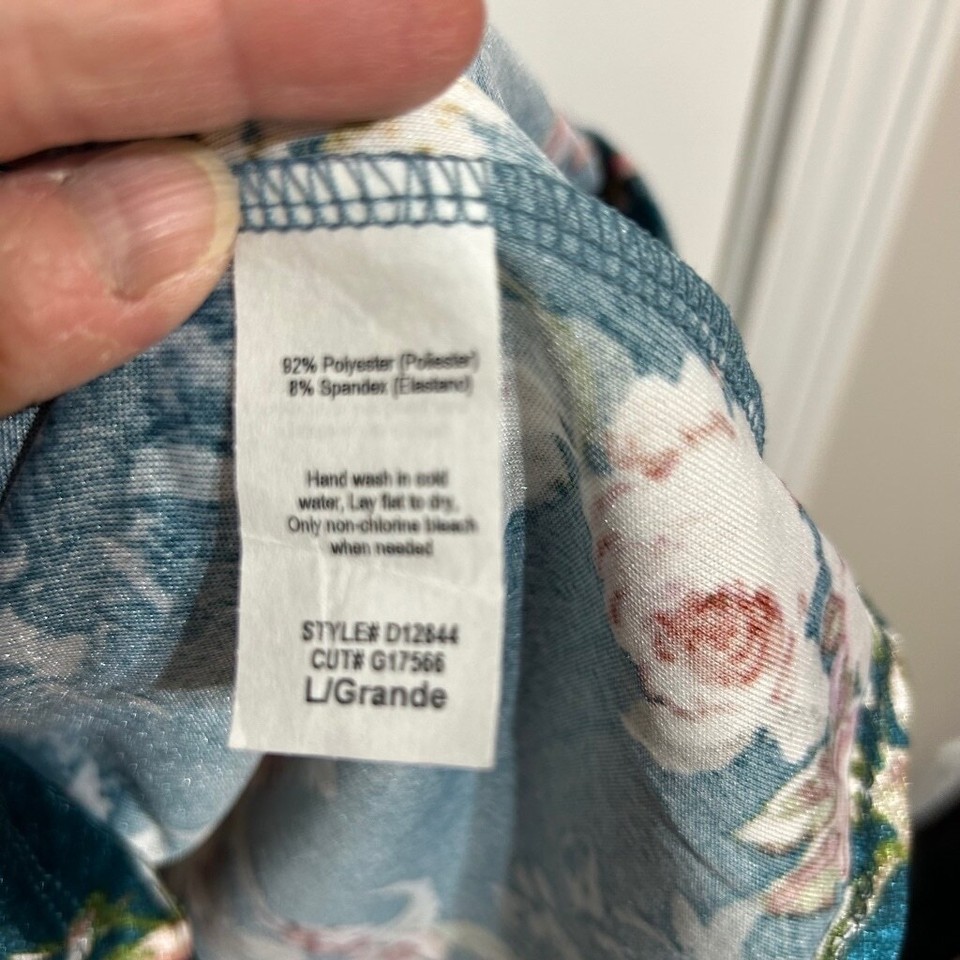 92% Polyester (Poliester)
8% Spandex (Elastano)
Hand wash in cold
water, Lay flat to dry,
Only non-chlorine bleach
when needed
STYLE# D12844
CUT# G17566
L/Grande